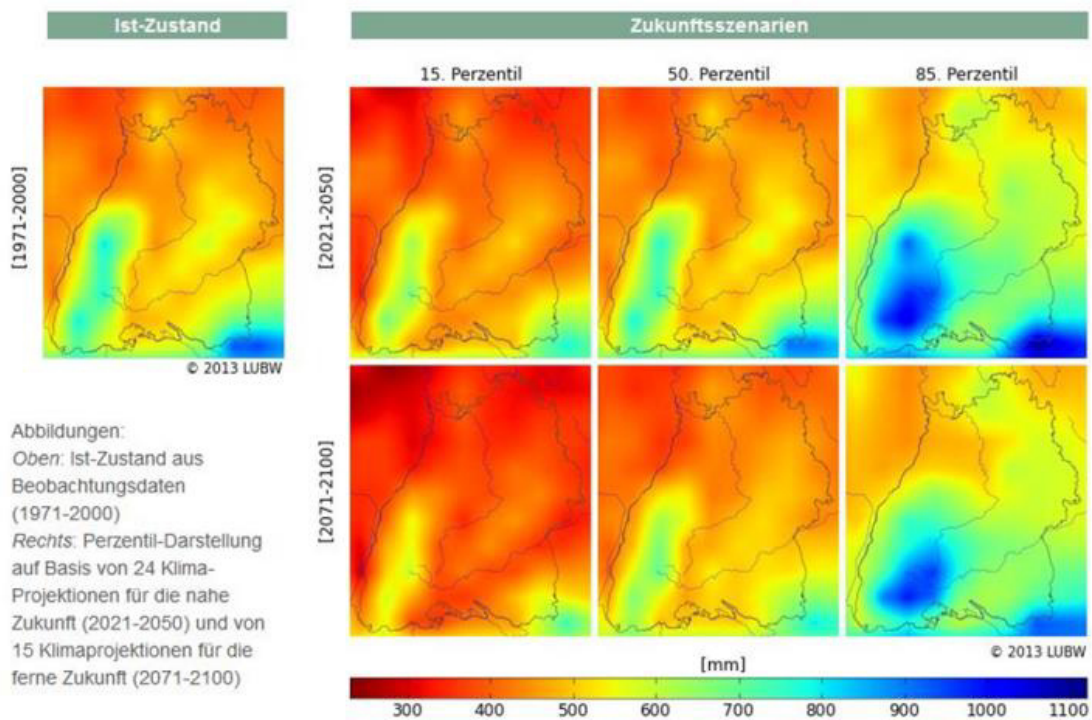 Ist-Zustand
Zukunftsszenarien
15. Perzentil
50. Perzentil
85. Perzentil
[1971-2000]
[2021-2050]
© 2013 LUBW
[2071-2100]
Abbildungen:
Oben: Ist-Zustand aus
Beobachtungsdaten
(1971-2000)
Rechts: Perzentil-Darstellung
auf Basis von 24 Klima-
Projektionen für die nahe
Zukunft (2021-2050) und von
15 Klimaprojektionen für die
ferne Zukunft (2071-2100)
© 2013 LUBW
[mm]
300 400 500 600 700 800 900 1000 1100